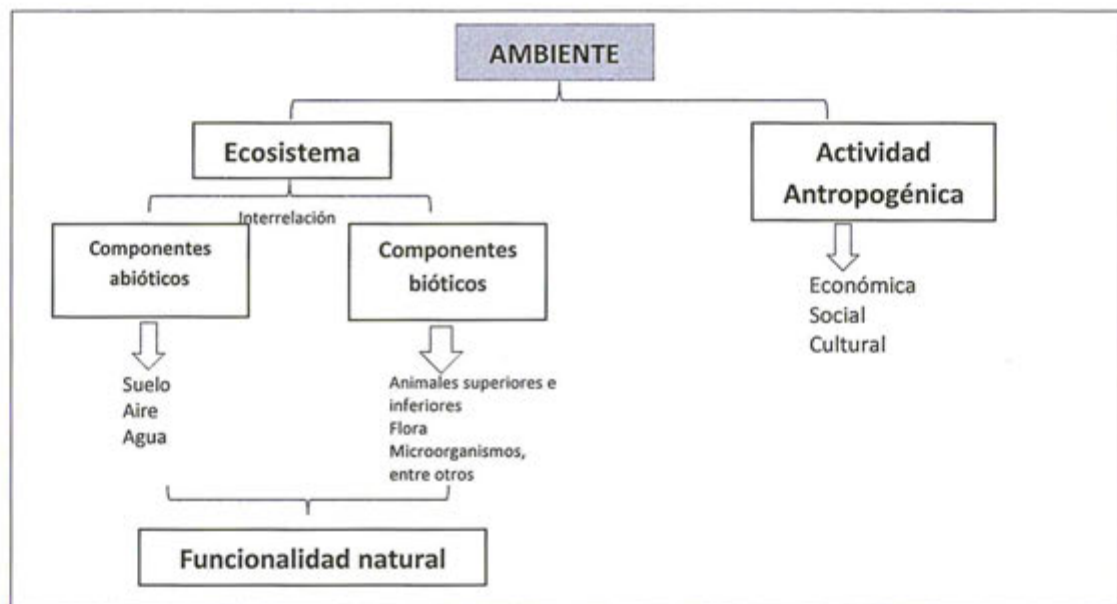 AMBIENTE
Ecosistema
Actividad
Antropogénica
Interrelación
Componentes
abióticos
Componentes
bióticos
Económica
Social
Cultural
Suelo
Aire
Agua
Animales superiores e
inferiores
Flora
Microorganismos,
entre otros
Funcionalidad natural